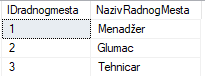 IDradnogmesta NazivRadnogMesta
1 Menadžer
2 Glumac
3 Tehnicar